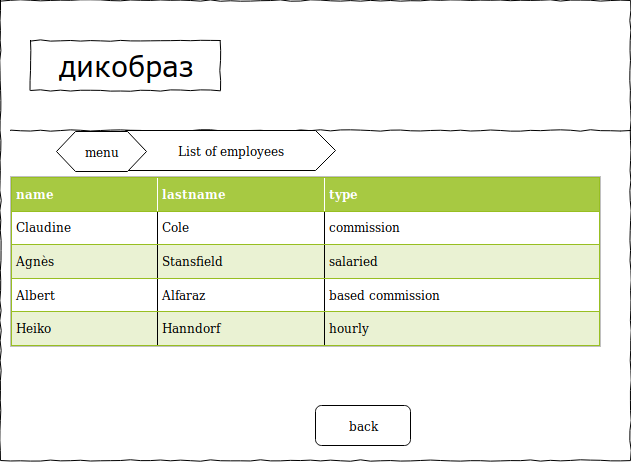 дикобраз
menu List of employees
name lastname type
Claudine Cole commission
Agnès Stansfield salaried
Albert Alfaraz based commission
Heiko Hanndorf hourly
back